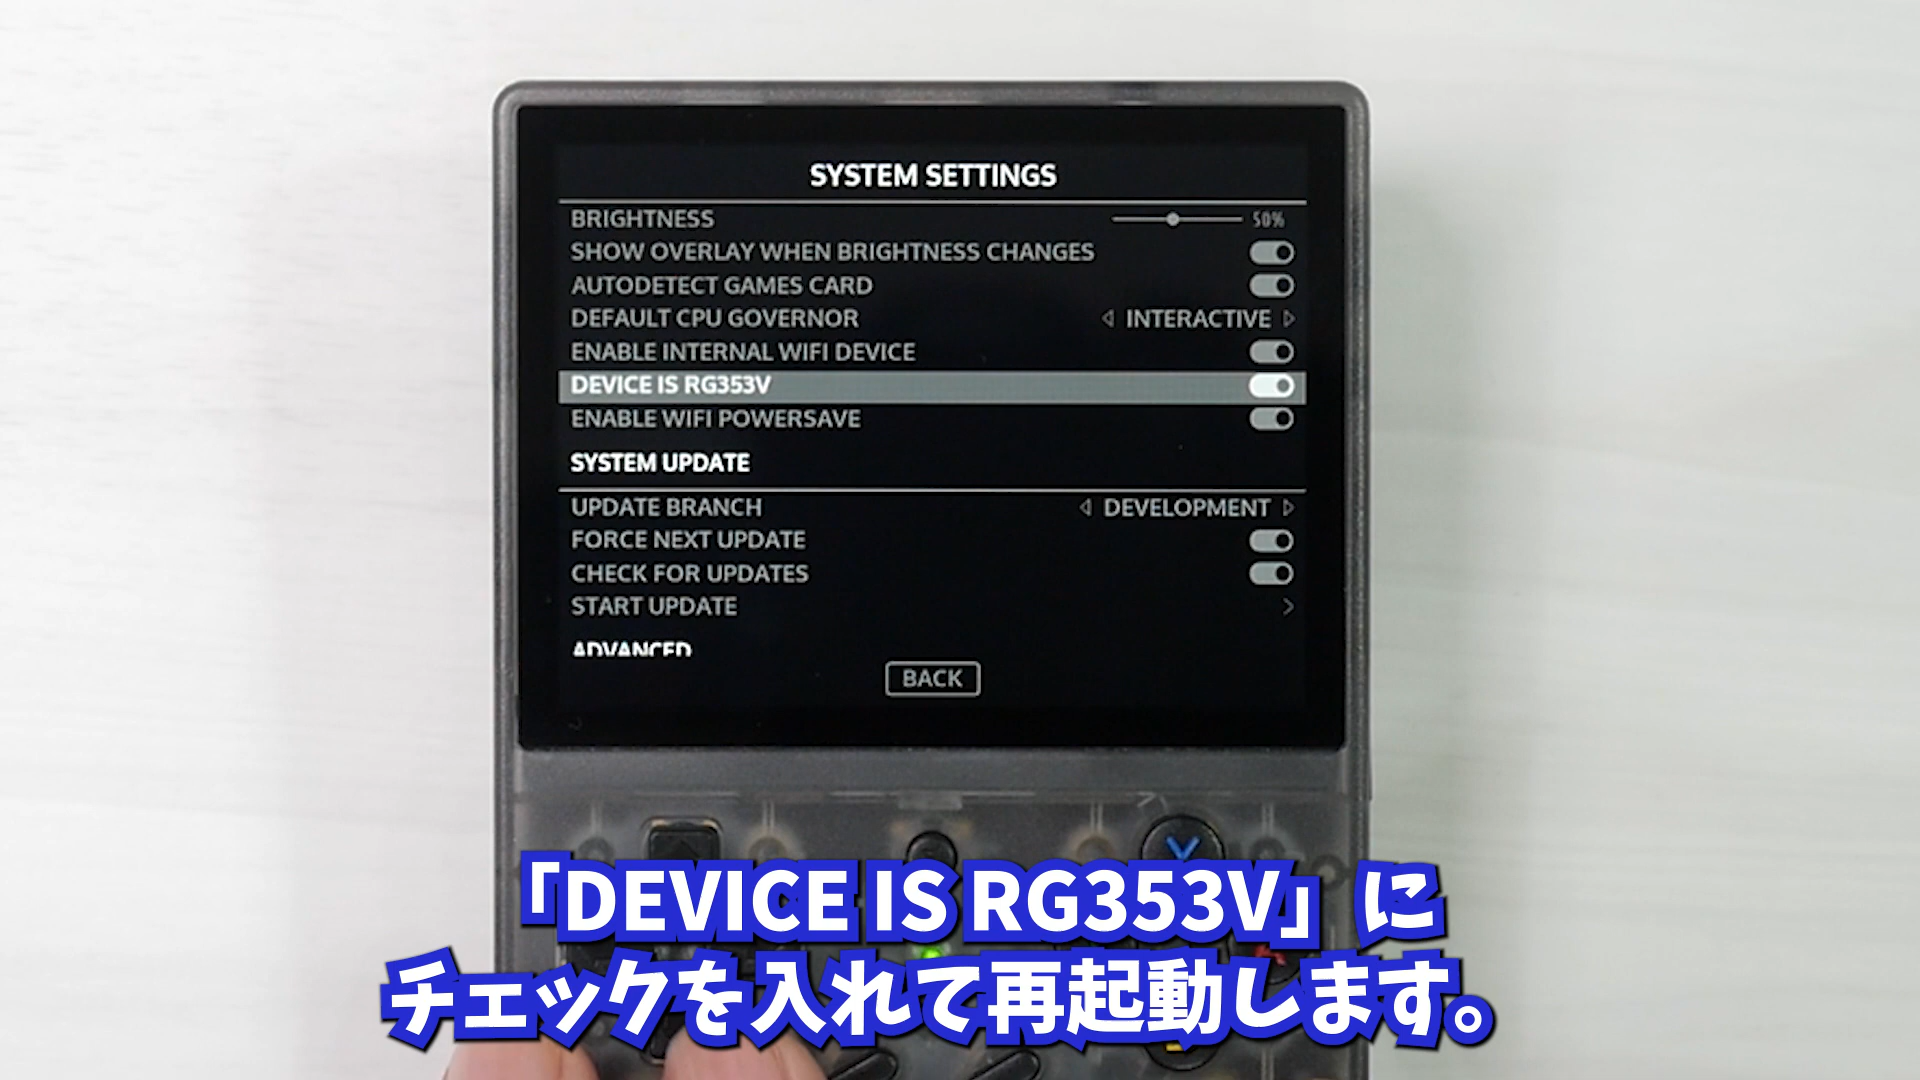 SYSTEM SETTINGS
BRIGHTNESS 50%
SHOW OVERLAY WHEN BRIGHTNESS CHANGES
AUTODETECT GAMES CARD
DEFAULT CPU GOVERNOR INTERACTIVE
ENABLE INTERNAL WIFI DEVICE
DEVICE IS RG353V
ENABLE WIFI POWERSAVE
SYSTEM UPDATE
UPDATE BRANCH DEVELOPMENT
FORCE NEXT UPDATE
CHECK FOR UPDATES
START UPDATE
ADVANCED
BACK
「DEVICE IS RG353V」に
チェックを入れて再起動します。